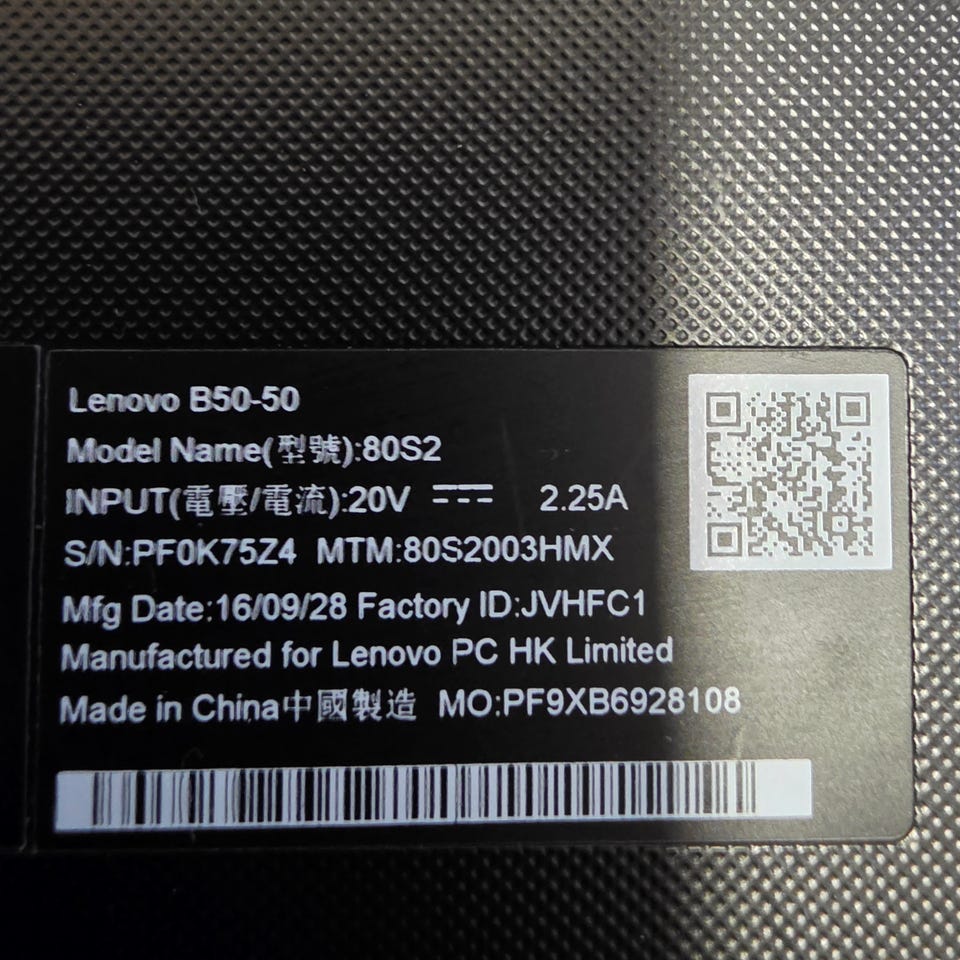 Lenovo B50-50
Model Name(型號):80S2
INPUT(電壓/電流):20V ⎓ 2.25A
S/N:PF0K75Z4 MTM:80S2003HMX
Mfg Date:16/09/28 Factory ID:JVHFC1
Manufactured for Lenovo PC HK Limited
Made in China中國製造 MO:PF9XB6928108